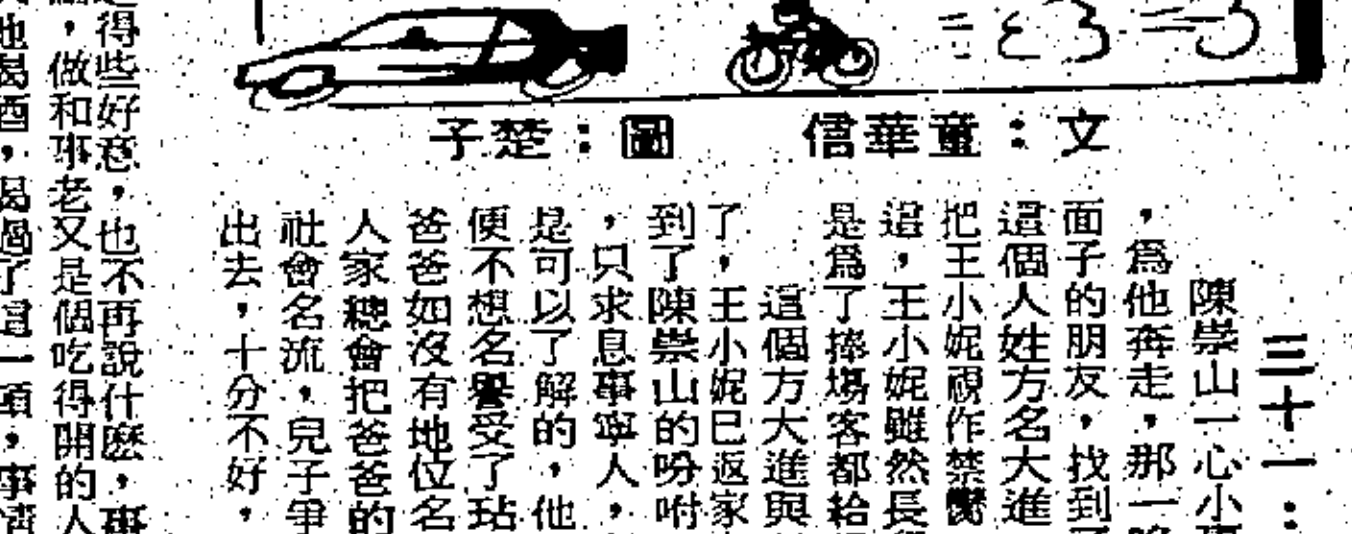 文：童華信
圖：楚子
三十一：
陳崇山一心小
，為他奔走，那一晚
面子的朋友，找到了
這個人姓方名大進
把王小妮視作禁臠
這，王小妮雖然長
是為了捧場客都給
這個方大進與
了，王小妮已返家
到了陳崇山的吩咐
，只求息事寧人，
是可以了解的，他
便不想名譽受了玷
爸爸如沒有地位名
人家總會把爸爸的
社會名流，兒子爭
出去，十分不好，
得些好意，也不再說什麼，事
，做和事老又是個吃得開的人
他喝酒，喝過了這一頓，事情